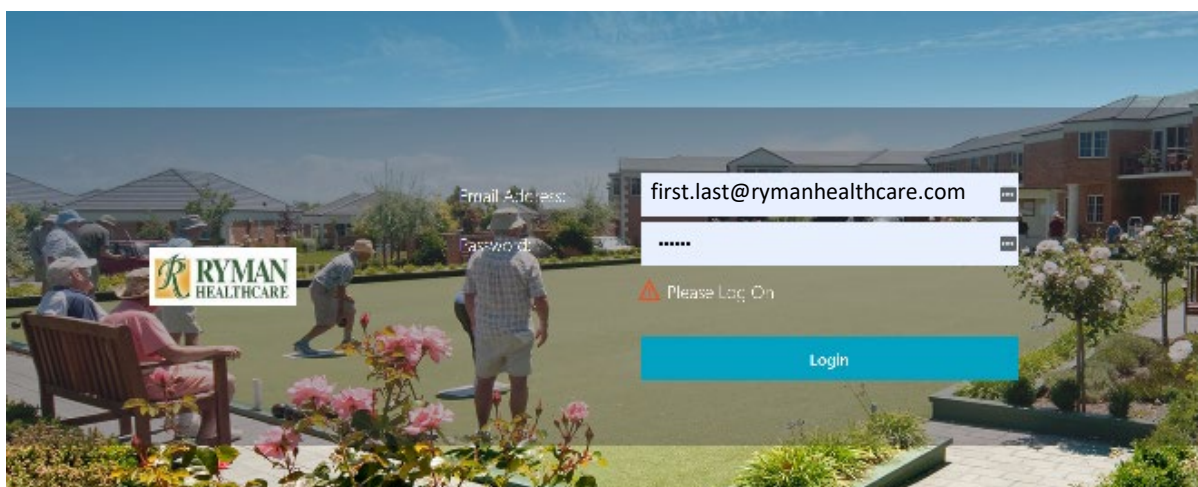 Email Address:
first.last@rymanhealthcare.com
Password:
••••••
RYMAN
HEALTHCARE
Please Log On
Login